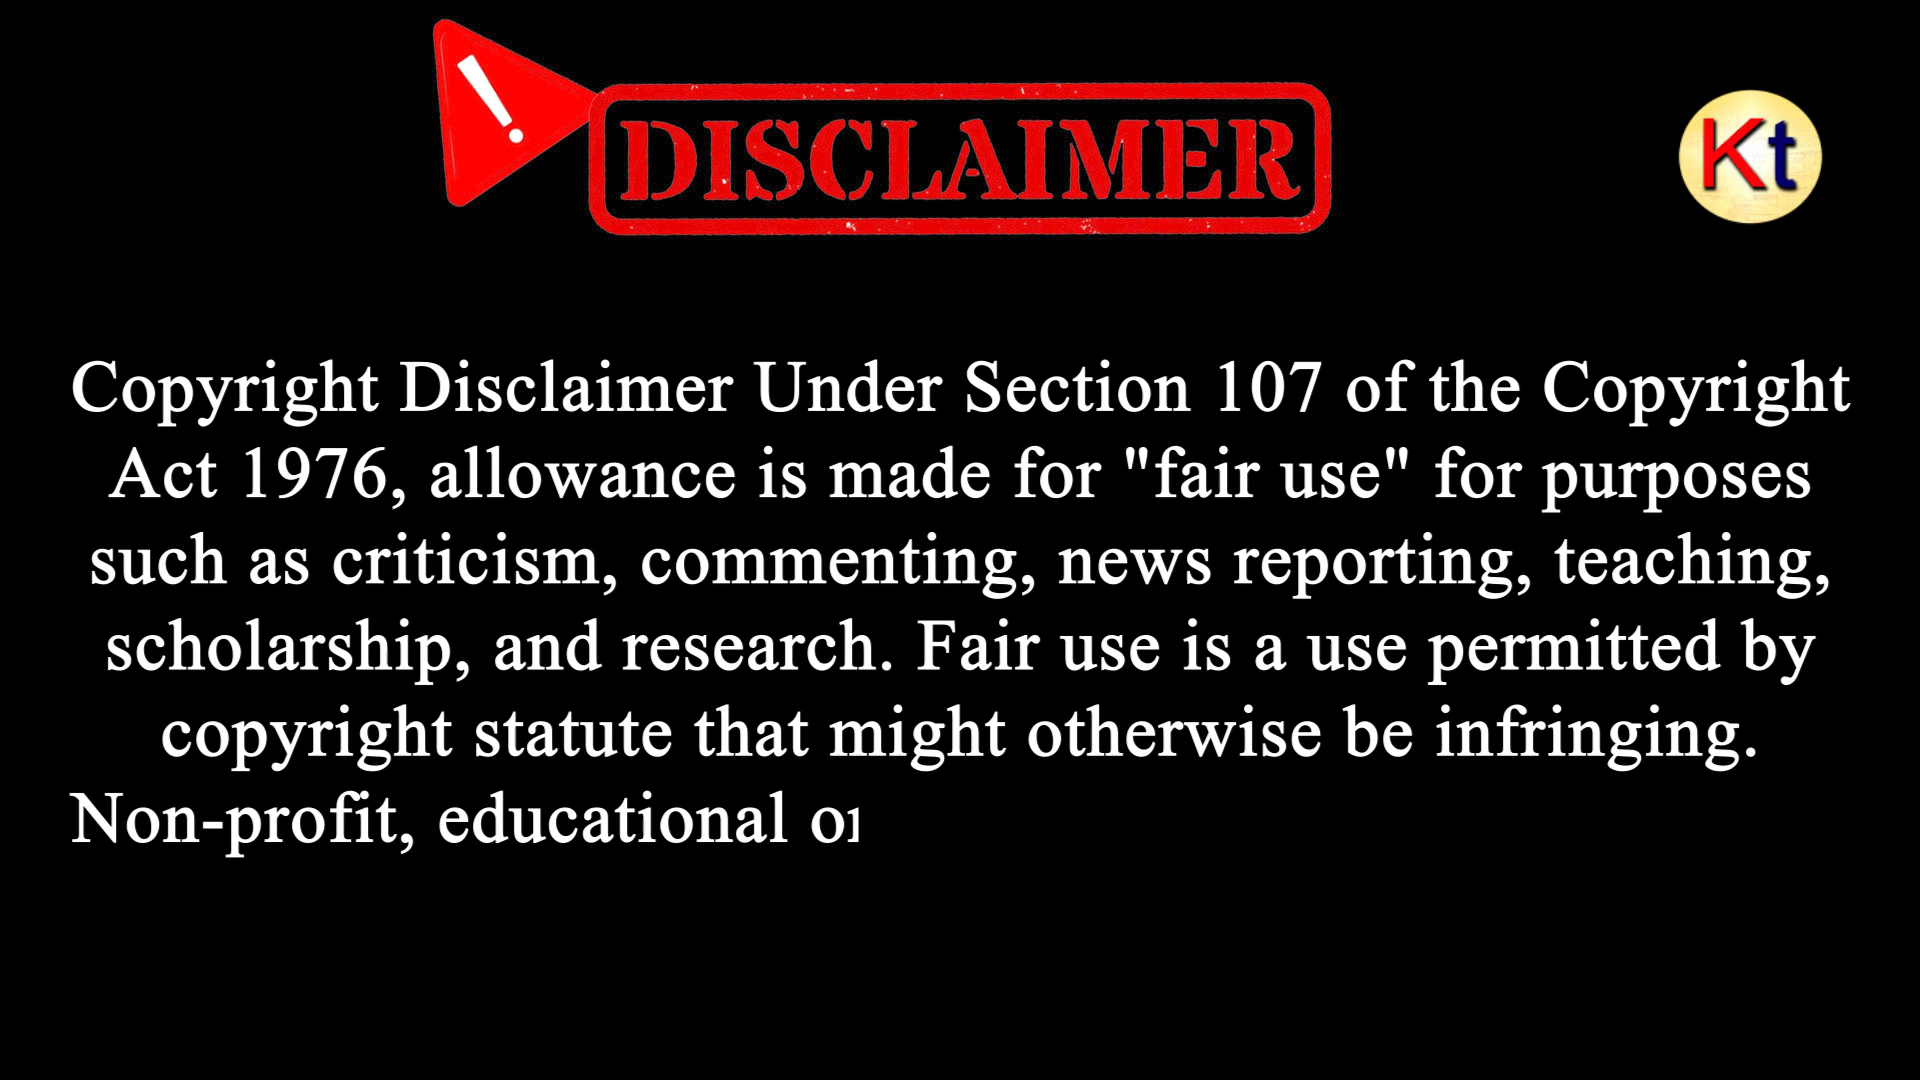 !
DISCLAIMER
Kt
Copyright Disclaimer Under Section 107 of the Copyright
Act 1976, allowance is made for "fair use" for purposes
such as criticism, commenting, news reporting, teaching,
scholarship, and research. Fair use is a use permitted by
copyright statute that might otherwise be infringing.
Non-profit, educational